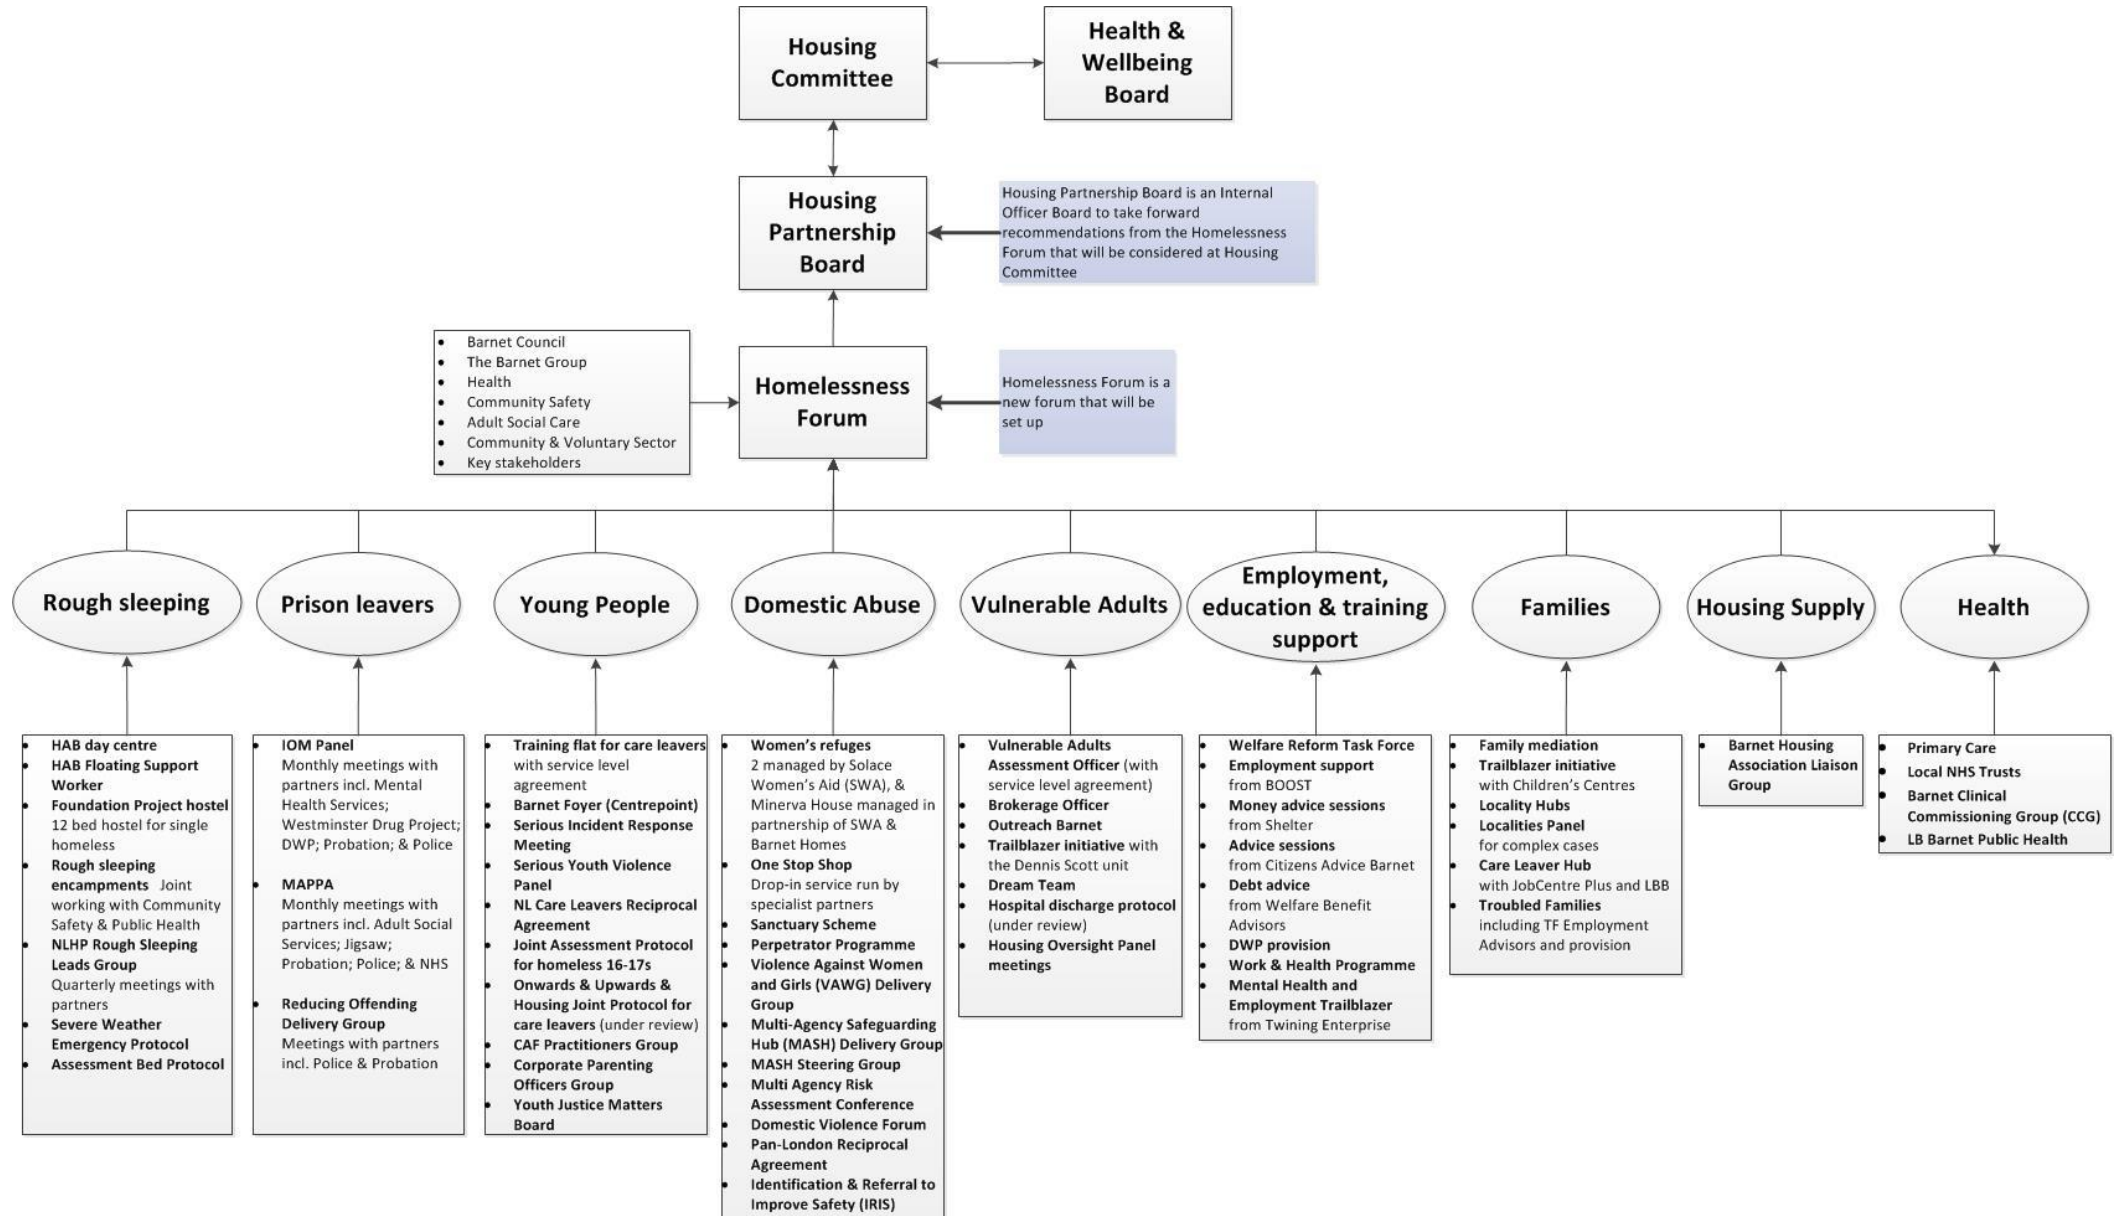 Housing
Committee
Health &
Wellbeing
Board
Housing
Partnership
Board
Housing Partnership Board is an Internal
Officer Board to take forward
recommendations from the Homelessness
Forum that will be considered at Housing
Committee
• Barnet Council
• The Barnet Group
• Health
• Community Safety
• Adult Social Care
• Community & Voluntary Sector
• Key stakeholders
Homelessness
Forum
Homelessness Forum is a
new forum that will be
set up
Rough sleeping
Prison leavers
Young People
Domestic Abuse
Vulnerable Adults
Employment,
education & training
support
Families
Housing Supply
Health
• HAB day centre
• HAB Floating Support
Worker
• Foundation Project hostel
12 bed hostel for single
homeless
• Rough sleeping
encampments Joint
working with Community
Safety & Public Health
• NLHP Rough Sleeping
Leads Group
Quarterly meetings with
partners
• Severe Weather
Emergency Protocol
• Assessment Bed Protocol
• IOM Panel
Monthly meetings with
partners incl. Mental
Health Services;
Westminster Drug Project;
DWP; Probation; & Police
• MAPPA
Monthly meetings with
partners incl. Adult Social
Services; Jigsaw;
Probation; Police; & NHS
• Reducing Offending
Delivery Group
Meetings with partners
incl. Police & Probation
• Training flat for care leavers
with service level
agreement
• Barnet Foyer (Centrepoint)
• Serious Incident Response
Meeting
• Serious Youth Violence
Panel
• NL Care Leavers Reciprocal
Agreement
• Joint Assessment Protocol
for homeless 16-17s
• Onwards & Upwards &
Housing Joint Protocol for
care leavers (under review)
• CAF Practitioners Group
• Corporate Parenting
Officers Group
• Youth Justice Matters
Board
• Women's refuges
2 managed by Solace
Women's Aid (SWA), &
Minerva House managed in
partnership of SWA &
Barnet Homes
• One Stop Shop
Drop-in service run by
specialist partners
• Sanctuary Scheme
• Perpetrator Programme
• Violence Against Women
and Girls (VAWG) Delivery
Group
• Multi-Agency Safeguarding
Hub (MASH) Delivery Group
• MASH Steering Group
• Multi Agency Risk
Assessment Conference
• Domestic Violence Forum
• Pan-London Reciprocal
Agreement
• Identification & Referral to
Improve Safety (IRIS)
• Vulnerable Adults
Assessment Officer (with
service level agreement)
• Brokerage Officer
• Outreach Barnet
• Trailblazer initiative with
the Dennis Scott unit
• Dream Team
• Hospital discharge protocol
(under review)
• Housing Oversight Panel
meetings
• Welfare Reform Task Force
• Employment support
from BOOST
• Money advice sessions
from Shelter
• Advice sessions
from Citizens Advice Barnet
• Debt advice
from Welfare Benefit
Advisors
• DWP provision
• Work & Health Programme
• Mental Health and
Employment Trailblazer
from Twining Enterprise
• Family mediation
• Trailblazer initiative
with Children's Centres
• Locality Hubs
• Localities Panel
for complex cases
• Care Leaver Hub
with JobCentre Plus and LBB
• Troubled Families
including TF Employment
Advisors and provision
• Barnet Housing
Association Liaison
Group
• Primary Care
• Local NHS Trusts
• Barnet Clinical
Commissioning Group (CCG)
• LB Barnet Public Health